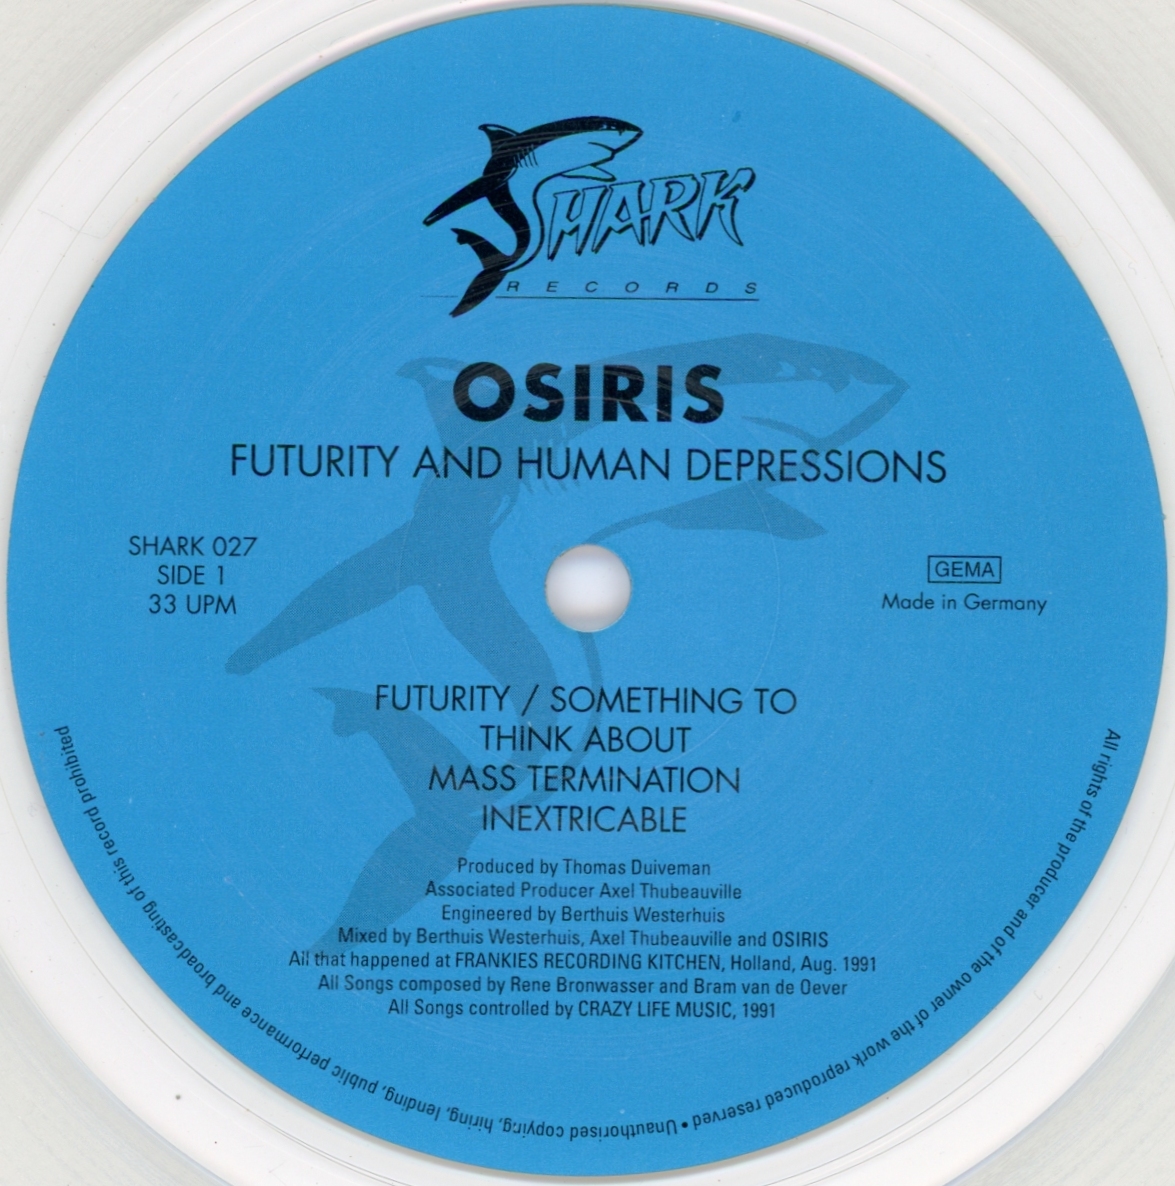 SHARK
RECORDS
OSIRIS
FUTURITY AND HUMAN DEPRESSIONS
SHARK 027
SIDE 1
33 UPM
GEMA
Made in Germany
FUTURITY / SOMETHING TO
THINK ABOUT
MASS TERMINATION
INEXTRICABLE
Produced by Thomas Duiveman
Associated Producer Axel Thubeauville
Engineered by Berthuis Westerhuis
Mixed by Berthuis Westerhuis, Axel Thubeauville and OSIRIS
All that happened at FRANKIES RECORDING KITCHEN, Holland, Aug. 1991
All Songs composed by Rene Bronwasser and Bram van de Oever
All Songs controlled by CRAZY LIFE MUSIC, 1991
All rights of the producer and of the owner of the work reproduced reserved • Unauthorised copying, hiring, lending, public performance and broadcasting of this record prohibited